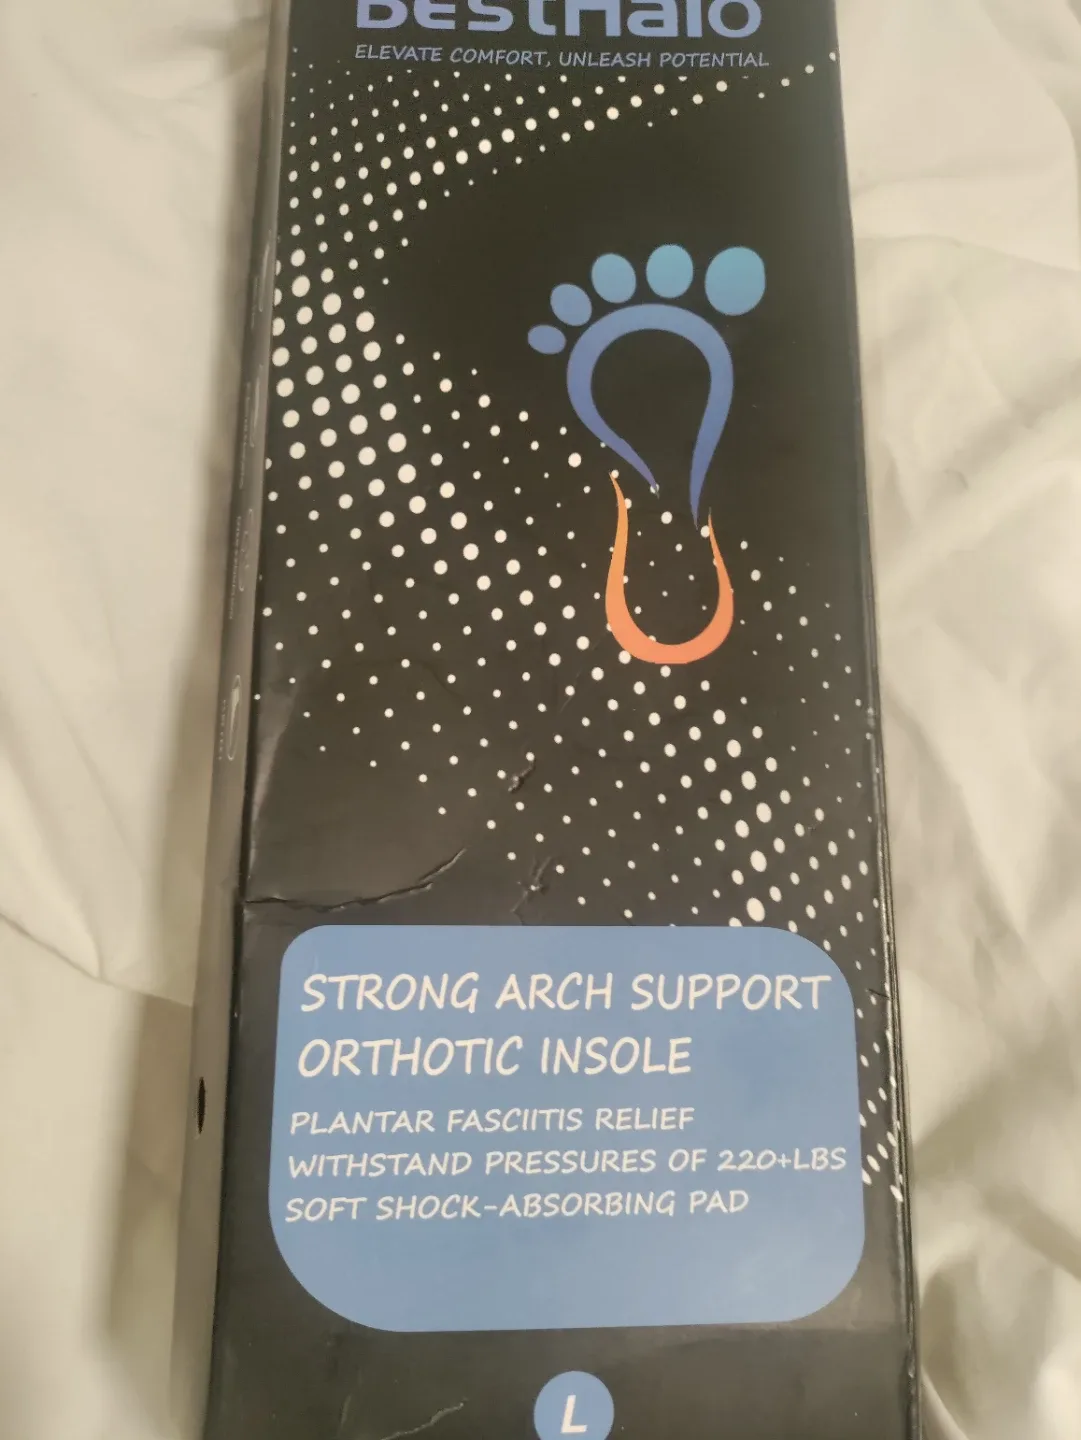 BESTHalo
ELEVATE COMFORT, UNLEASH POTENTIAL
STRONG ARCH SUPPORT
ORTHOTIC INSOLE
PLANTAR FASCIITIS RELIEF
WITHSTAND PRESSURES OF 220+LBS
SOFT SHOCK-ABSORBING PAD
L